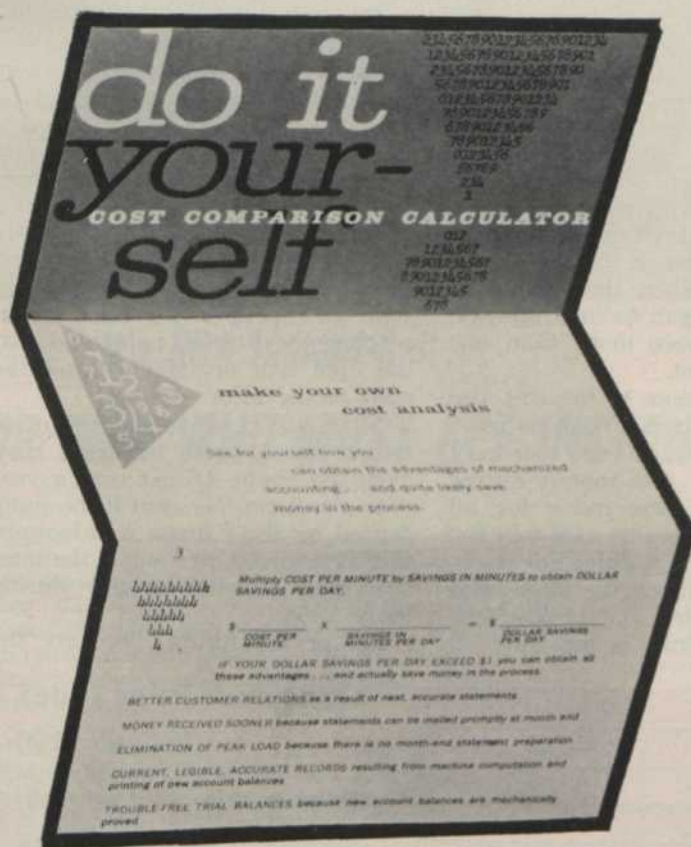 do it
your-
self
COST COMPARISON CALCULATOR
23456789012345678901234
123456789012345678901
make your own
cost analysis
See for yourself how you
can obtain the advantages of mechanized
accounting... and quite likely save
money in the process.
3
Multiply COST PER MINUTE by SAVINGS IN MINUTES to obtain DOLLAR
SAVINGS PER DAY.
$ x = $
COST PER MINUTE SAVINGS IN MINUTES PER DAY DOLLAR SAVINGS PER DAY
IF YOUR DOLLAR SAVINGS PER DAY EXCEED $3 you can obtain all
these advantages... and actually save money in the process.
BETTER CUSTOMER RELATIONS as a result of neat, accurate statements
MONEY RECEIVED SOONER because statements can be mailed promptly at month end
ELIMINATION OF PEAK LOAD because there is no month-end statement preparation
CURRENT, LEGIBLE, ACCURATE RECORDS resulting from machine computation and
printing of new account balances
TROUBLE-FREE TRIAL BALANCES because new account balances are mechanically
proved